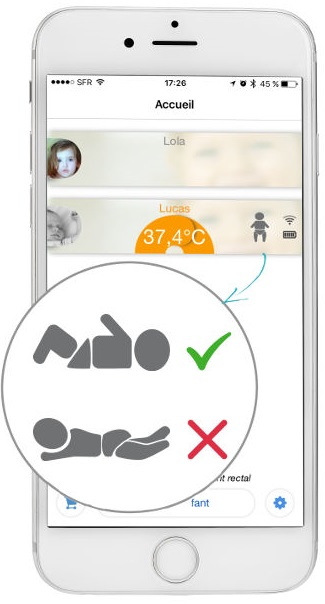 SFR 17:26 45 %
Accueil
Lola
Lucas
37,4°C
nt rectal
fant